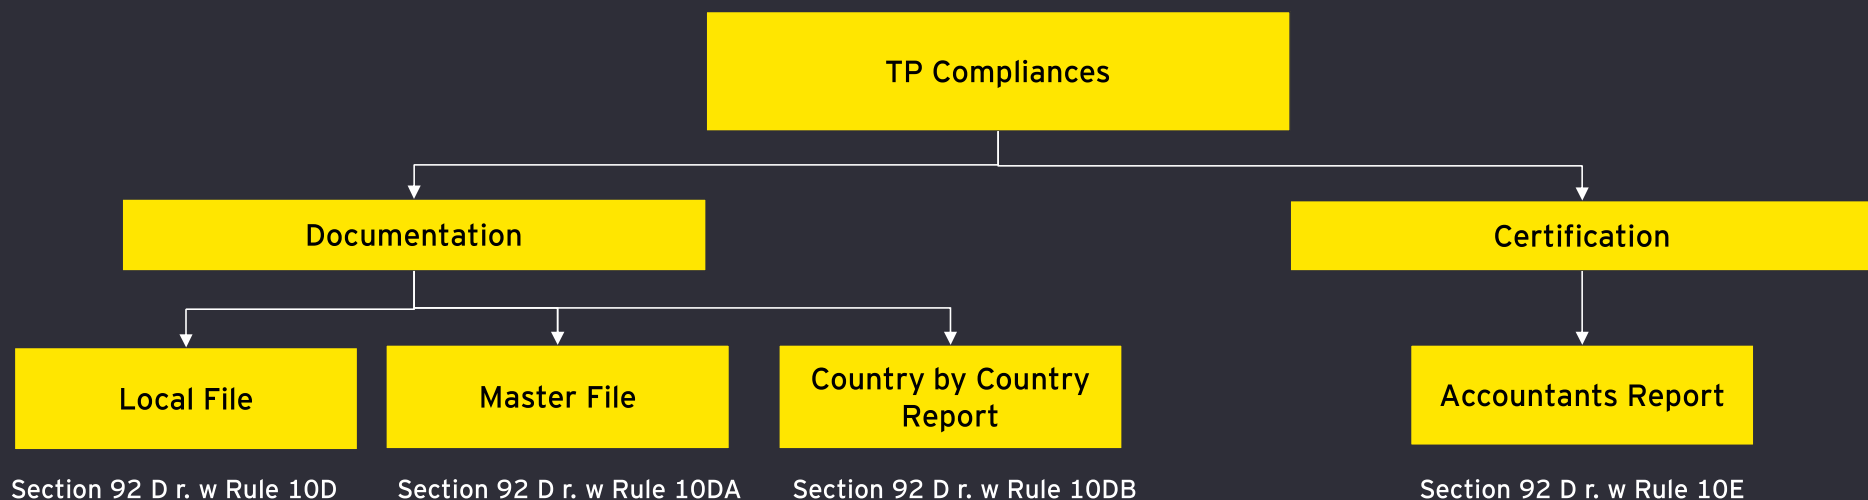 TP Compliances
Documentation
Certification
Local File
Master File
Country by Country
Report
Accountants Report
Section 92 D r. w Rule 10D
Section 92 D r. w Rule 10DA
Section 92 D r. w Rule 10DB
Section 92 D r. w Rule 10E